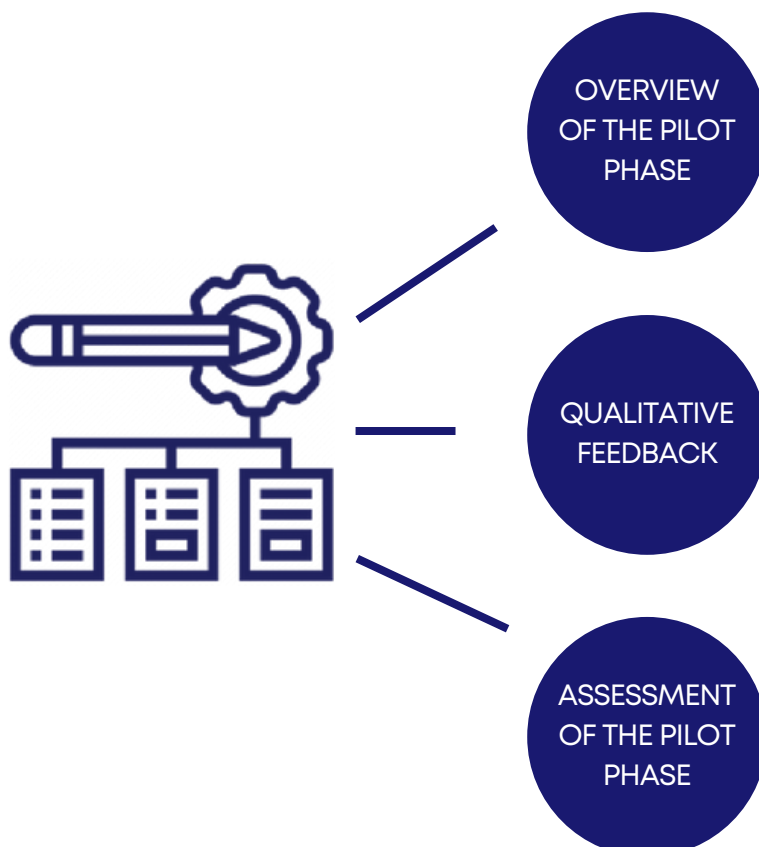 OVERVIEW
OF THE PILOT
PHASE
QUALITATIVE
FEEDBACK
ASSESSMENT
OF THE PILOT
PHASE